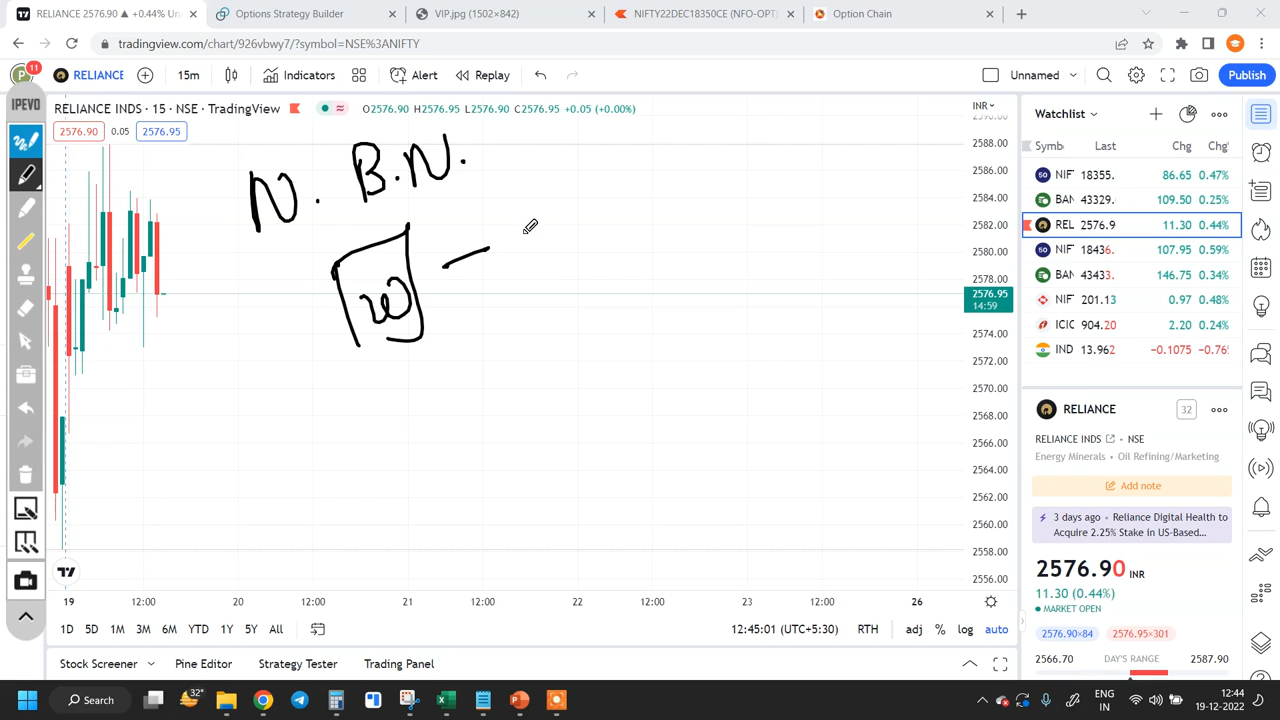 RELIANCE 2576.90 ▲ +0.44% Un
Options Strategy Builder
VIP.jpg (1502×842)
NIFTY22DEC18350CE (NFO-OPT)
Option Chain
tradingview.com/chart/926vbwy7/?symbol=NSE%3ANIFTY
P 11
RELIANCE
15m
Indicators
Alert
Replay
Unnamed
Publish
IPEVO
RELIANCE INDS · 15 · NSE · TradingView
O2576.90 H2576.95 L2576.90 C2576.95 +0.05 (+0.00%)
2576.90 0.05 2576.95
N. B.N.
INR
2590.00
2588.00
2586.00
2584.00
2582.00
2580.00
2578.00
2576.95
14:59
2574.00
2572.00
2570.00
2568.00
2566.00
2564.00
2562.00
2560.00
2558.00
2556.00
19 12:00 20 12:00 21 12:00 22 12:00 23 12:00 26
1D 5D 1M 3M 6M YTD 1Y 5Y All
12:45:01 (UTC+5:30) RTH adj % log auto
Stock Screener Pine Editor Strategy Tester Trading Panel
Watchlist
Symb Last Chg Chg%
50 NIF 18355. 86.65 0.47%
BAN 43329. 109.50 0.25%
REL 2576.9 11.30 0.44%
50 NIF 18436. 107.95 0.59%
BAN 43433. 146.75 0.34%
NIF 201.13 0.97 0.48%
ICIC 904.20 2.20 0.24%
IND 13.962 −0.1075 −0.76%
RELIANCE 32
RELIANCE INDS · NSE
Energy Minerals • Oil Refining/Marketing
Add note
3 days ago • Reliance Digital Health to
Acquire 2.25% Stake in US-Based...
2576.90 INR
11.30 (0.44%)
MARKET OPEN
2576.90×84 2576.95×301
2566.70 DAY'S RANGE 2587.90
Search
32°
ENG
IN
12:44
19-12-2022